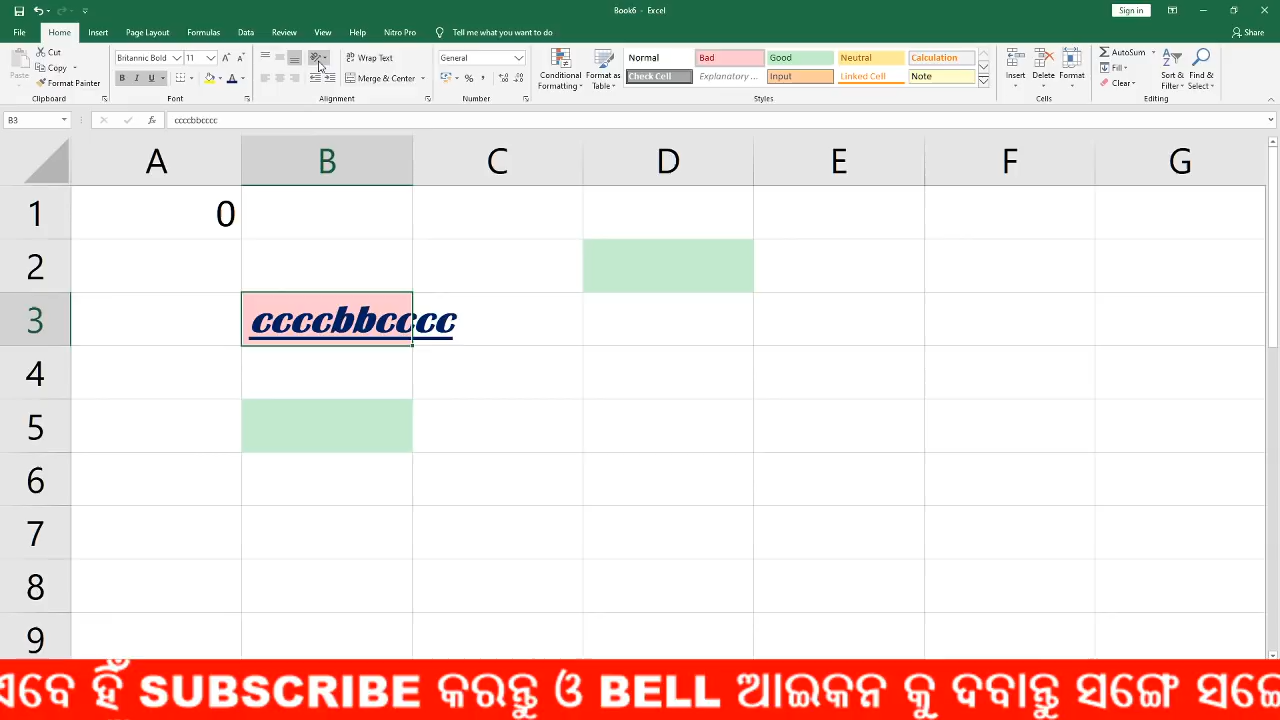 Book6 - Excel
Sign in
File Home Insert Page Layout Formulas Data Review View Help Nitro Pro Tell me what you want to do Share
Cut Britanic Bold 11 A A Wrap Text General Normal Bad Good Neutral Calculation AutoSum
Paste Copy B I U A Merge & Center % Conditional Formatting Format as Table Check Cell Explanatory ... Input Linked Cell Note Insert Delete Format Fill Sort & Filter Find & Select
Format Painter Clear
Clipboard Font Alignment Number Styles Cells Editing
B3 fx ccccbbcccc
A B C D E F G
1 0
2
3 ccccbbcccc
4
5
6
7
8
9
ଏବେ ହିଁ SUBSCRIBE କରନ୍ତୁ ଓ BELL ଆଇକନ କୁ ଦବାନ୍ତୁ ସଙ୍ଗେ ସଙ୍ଗେ